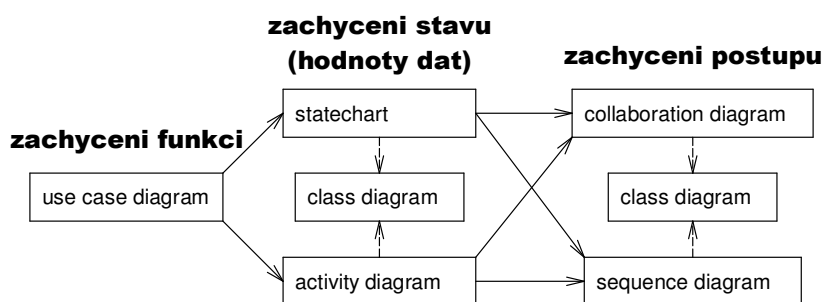 zachyceni stavu
(hodnoty dat)
zachyceni postupu
statechart
collaboration diagram
zachyceni funkci
use case diagram
class diagram
class diagram
activity diagram
sequence diagram